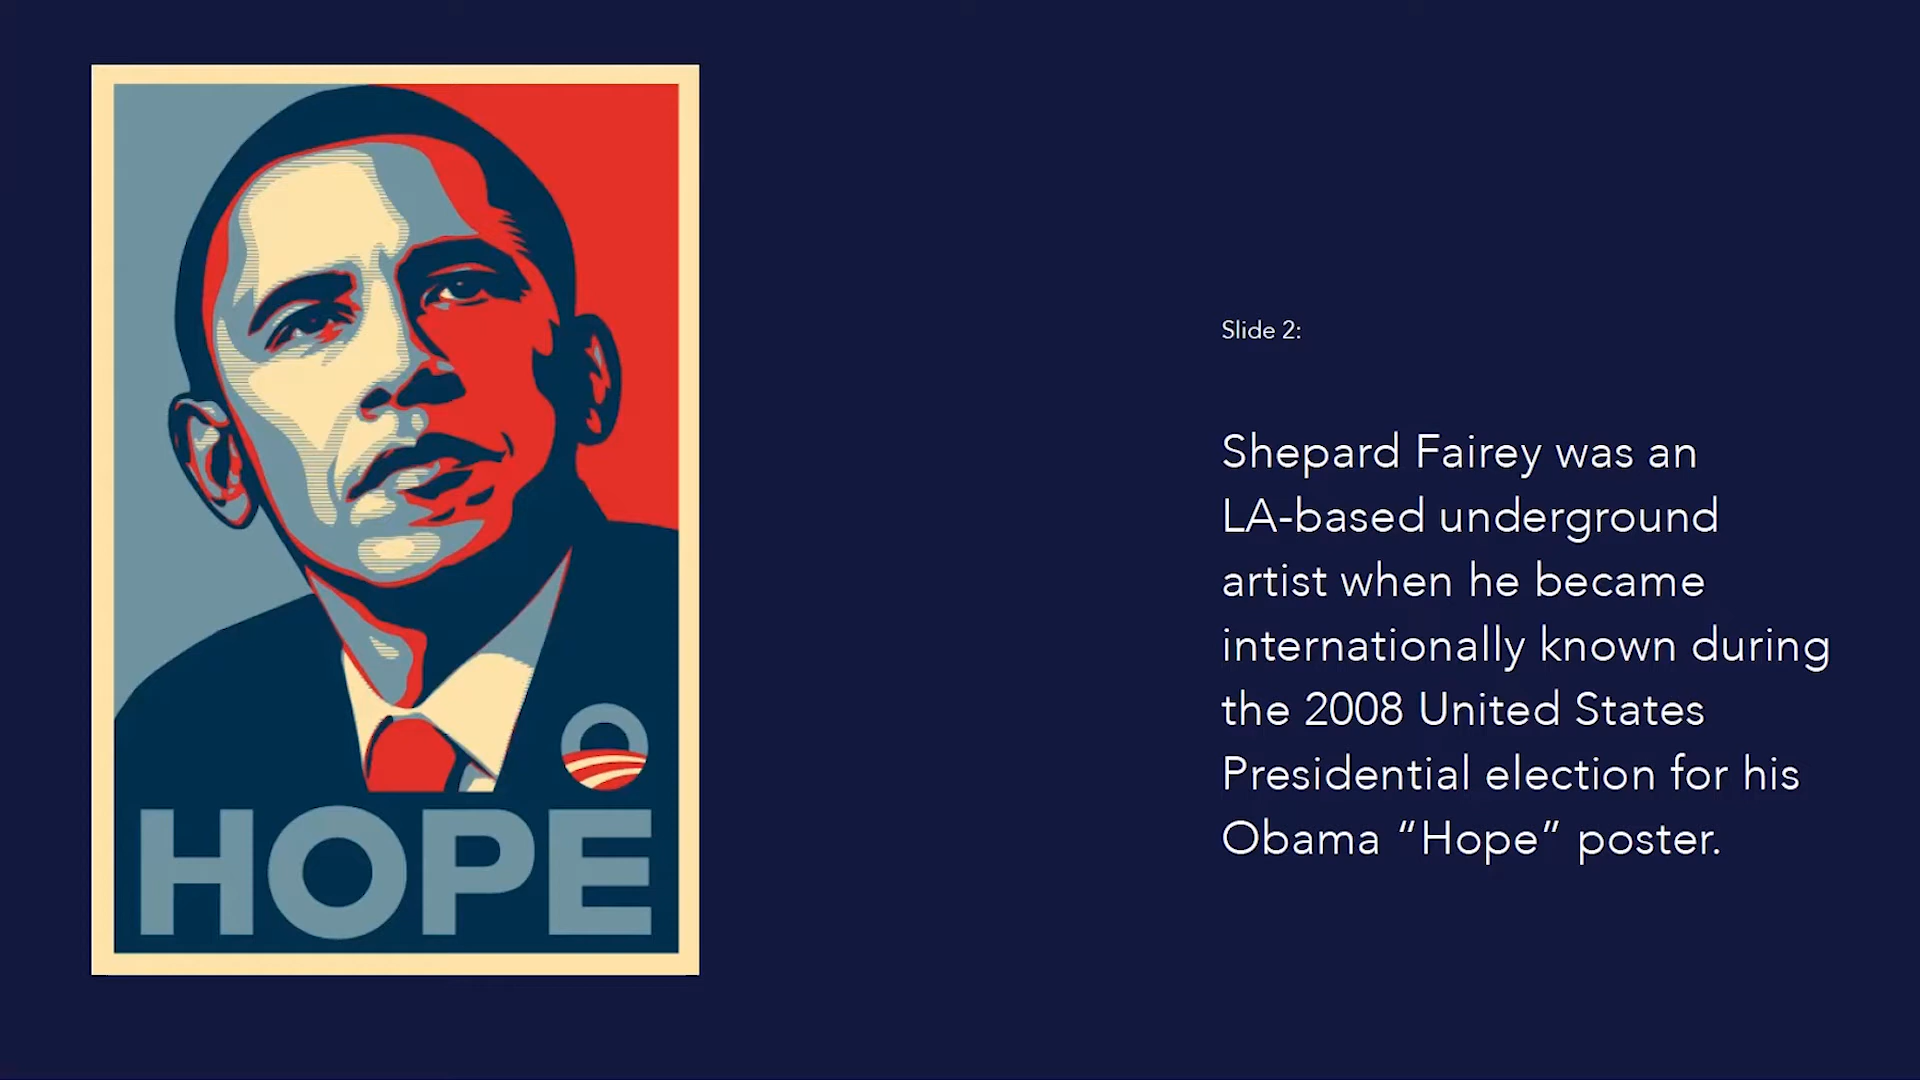 HOPE
Slide 2:
Shepard Fairey was an
LA-based underground
artist when he became
internationally known during
the 2008 United States
Presidential election for his
Obama “Hope” poster.